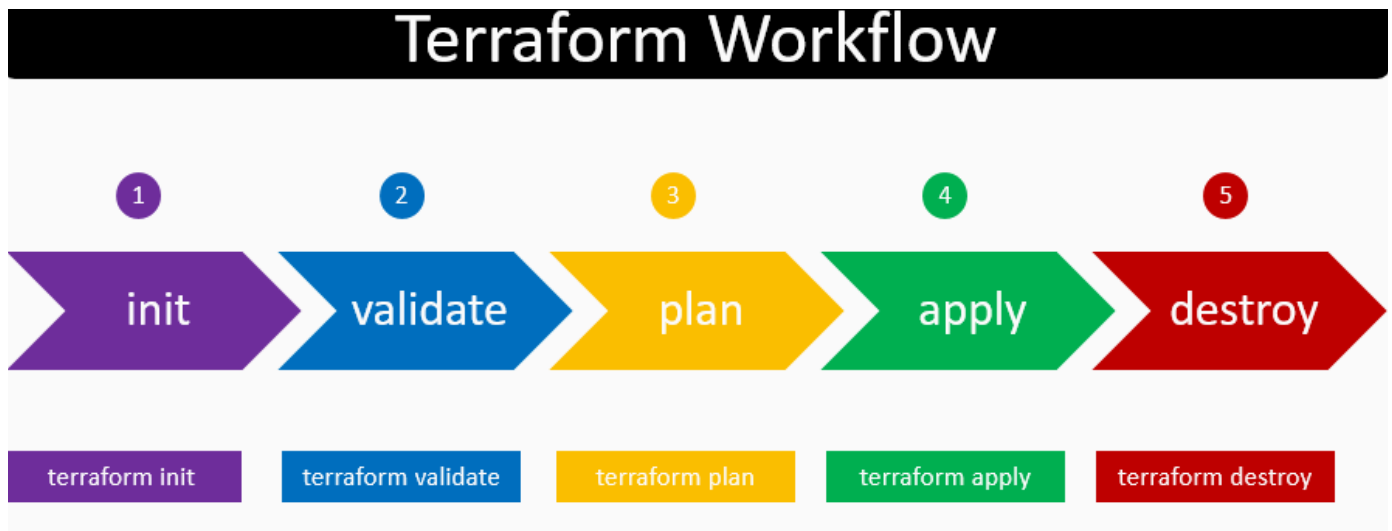 Terraform Workflow
1 2 3 4 5
init validate plan apply destroy
terraform init terraform validate terraform plan terraform apply terraform destroy